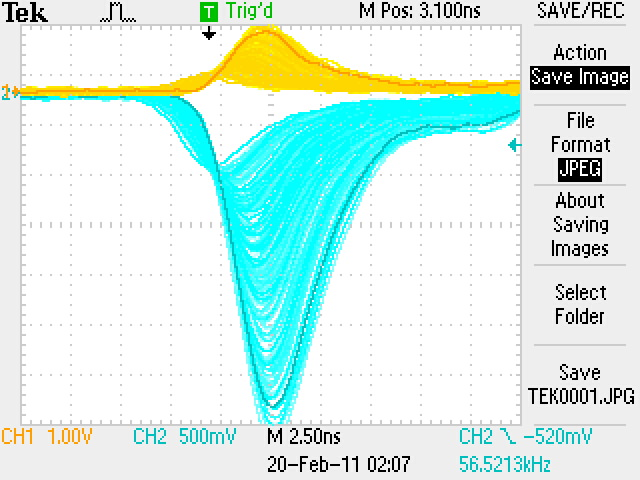 Tek T Trig'd M Pos: 3.100ns SAVE/REC
Action
Save Image
File
Format
JPEG
About
Saving
Images
Select
Folder
Save
TEK0001.JPG
2
CH1 1.00V CH2 500mV M 2.50ns CH2 \ -520mV
20-Feb-11 02:07 56.5213kHz